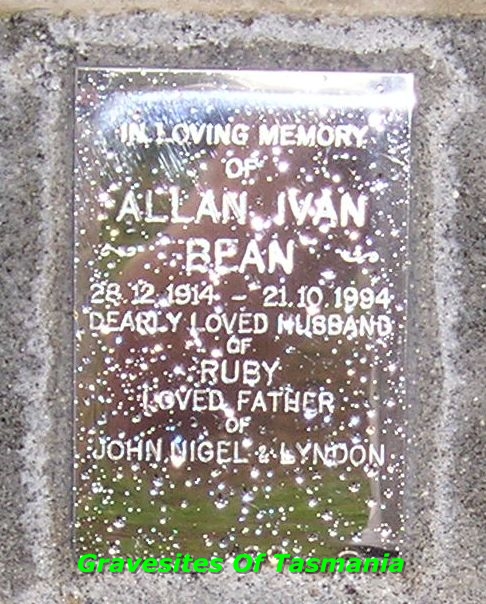 IN LOVING MEMORY
OF
ALLAN IVAN
BEAN
28.12.1914 - 21.10.1994
DEARLY LOVED HUSBAND
OF
RUBY
LOVED FATHER
OF
JOHN NIGEL & LYNDON
Gravesites Of Tasmania